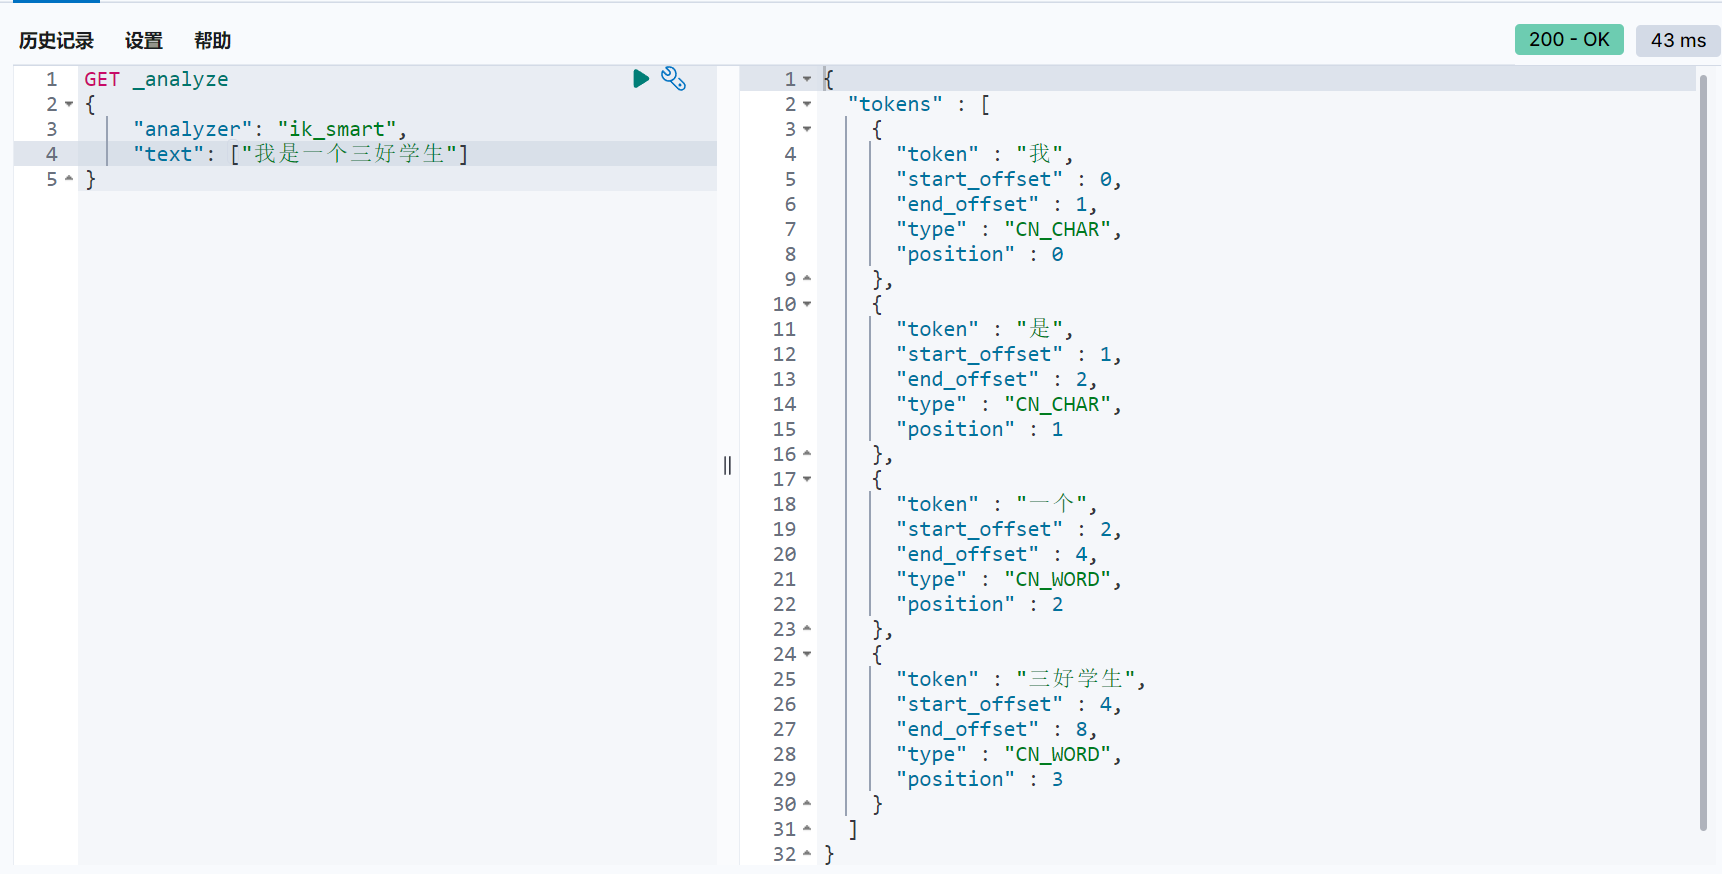 历史记录 设置 帮助
200 - OK 43 ms
1 GET _analyze
2 {
3 "analyzer": "ik_smart",
4 "text": ["我是一个三好学生"]
5 }
1 {
2 "tokens" : [
3 {
4 "token" : "我",
5 "start_offset" : 0,
6 "end_offset" : 1,
7 "type" : "CN_CHAR",
8 "position" : 0
9 },
10 {
11 "token" : "是",
12 "start_offset" : 1,
13 "end_offset" : 2,
14 "type" : "CN_CHAR",
15 "position" : 1
16 },
17 {
18 "token" : "一个",
19 "start_offset" : 2,
20 "end_offset" : 4,
21 "type" : "CN_WORD",
22 "position" : 2
23 },
24 {
25 "token" : "三好学生",
26 "start_offset" : 4,
27 "end_offset" : 8,
28 "type" : "CN_WORD",
29 "position" : 3
30 }
31 ]
32 }